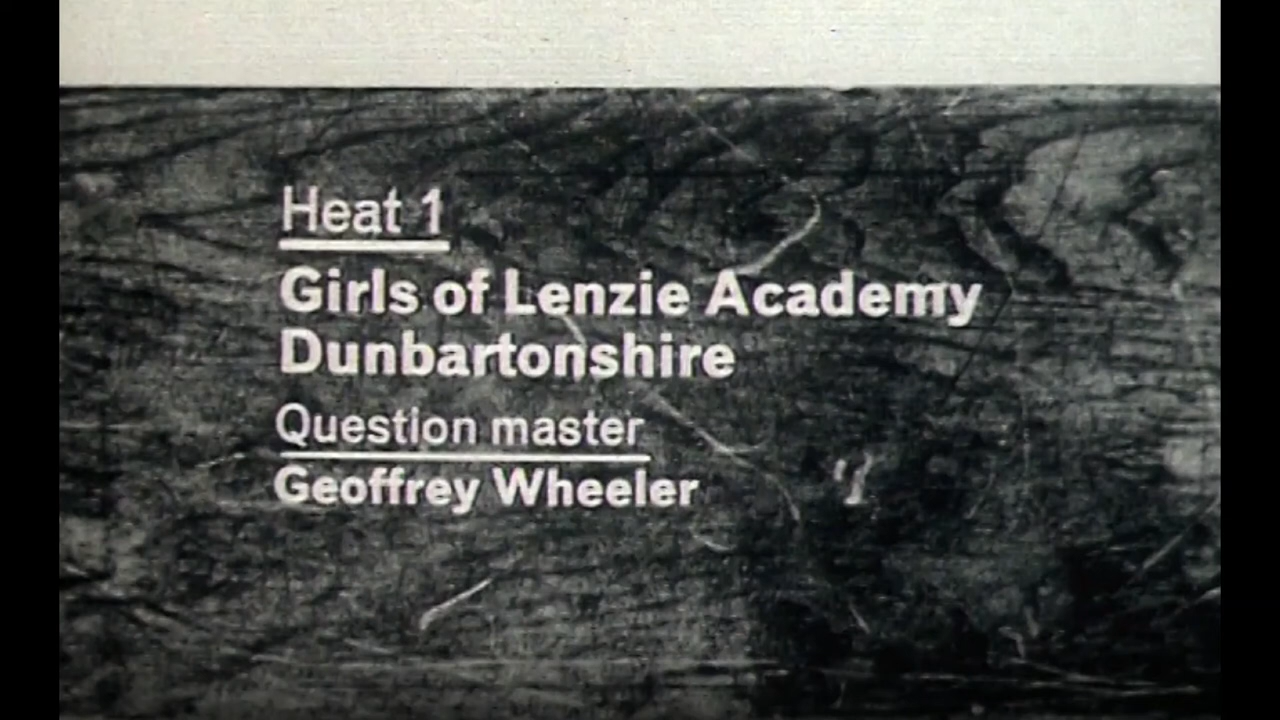 Heat 1
Girls of Lenzie Academy
Dunbartonshire
Question master
Geoffrey Wheeler